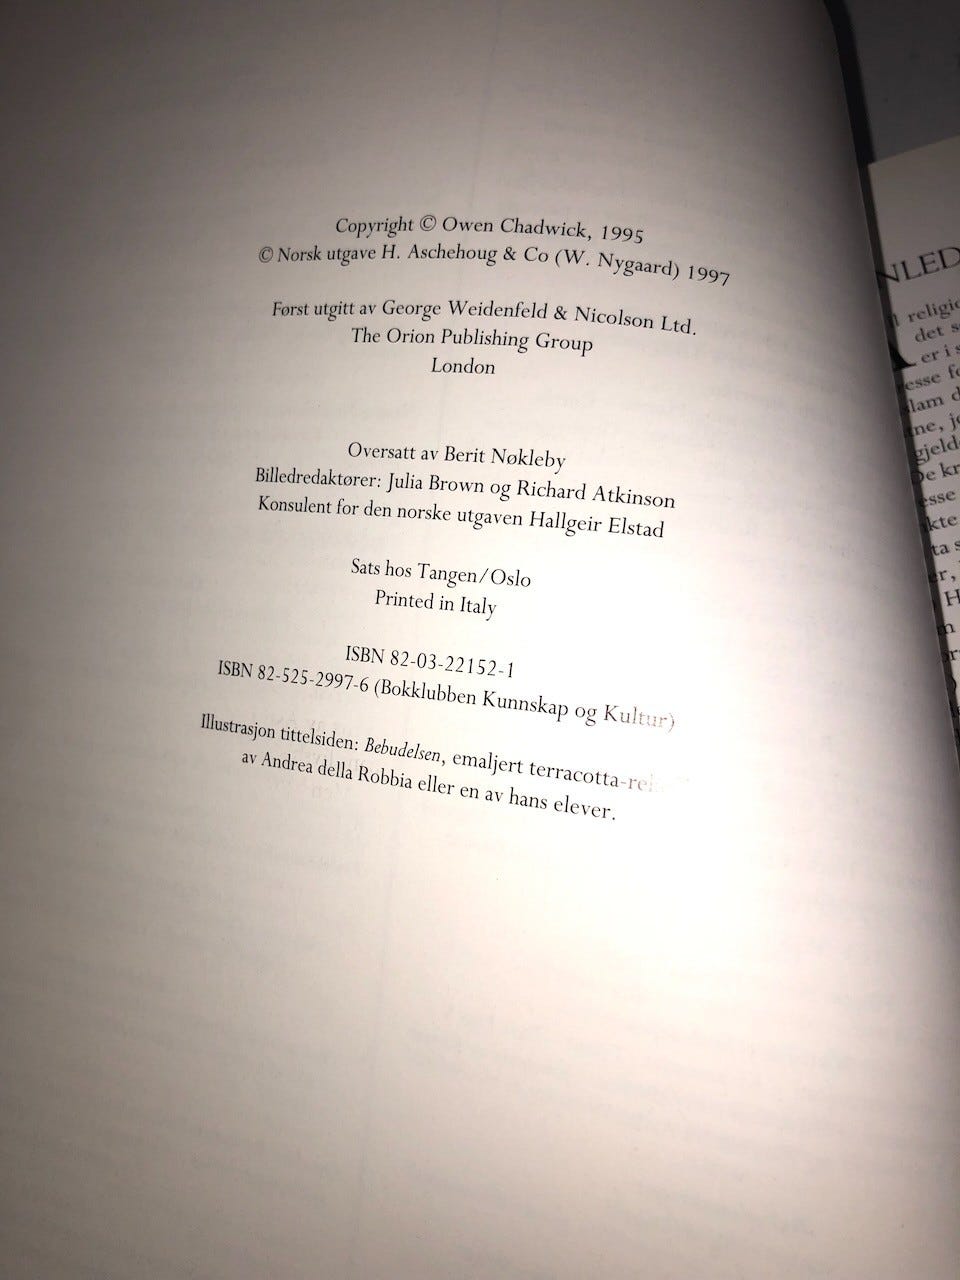 Copyright © Owen Chadwick, 1995
© Norsk utgave H. Aschehoug & Co (W. Nygaard) 1997
Først utgitt av George Weidenfeld & Nicolson Ltd.
The Orion Publishing Group
London
Oversatt av Berit Nøkleby
Billedredaktører: Julia Brown og Richard Atkinson
Konsulent for den norske utgaven Hallgeir Elstad
Sats hos Tangen/Oslo
Printed in Italy
ISBN 82-03-22152-1
ISBN 82-525-2997-6 (Bokklubben Kunnskap og Kultur)
Illustrasjon tittelsiden: Bebudelsen, emaljert
av Andrea della Robbia eller en av hans elever.
det
er i